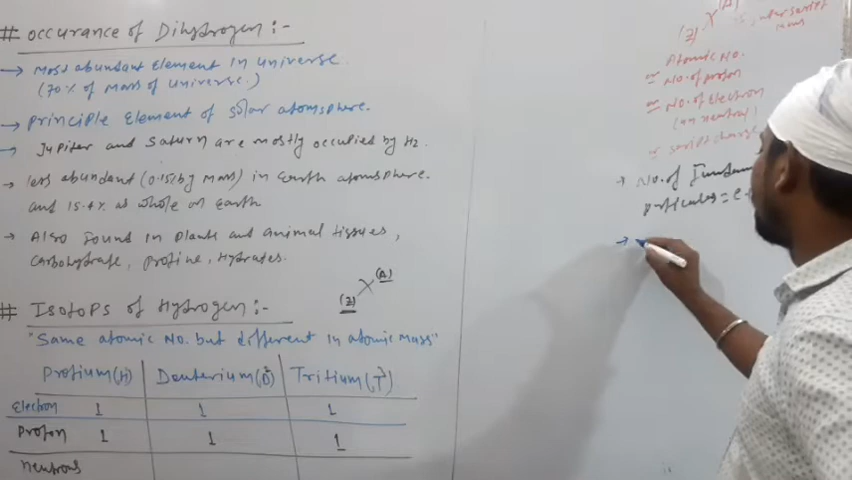 # Occurance of Dihydrogen :-
→ Most abundant Element in Universe.
(70% of Mass of Universe.)
→ Principle Element of Solar atomsphere.
→ Jupiter and Saturn are mostly occupied by H2.
→ less abundant (0.15% by Mass) in Earth atomsphere.
and 15.4% as whole on Earth
→ Also found in Plants and animal tissues,
Carbohydrate, Protine, Hydrates.
# Isotops of Hydrogen :-
(Z) X (A)
"Same atomic No. but different in atomic Mass"
Protium (H) Deuterium (D) Tritium (T)
Electron 1 1 1
Proton 1 1 1
Neutrons
(Z) X (A)
Atomic No.
= No. of Proton
= No. of Electron
(an neutral)
→ No. of
→